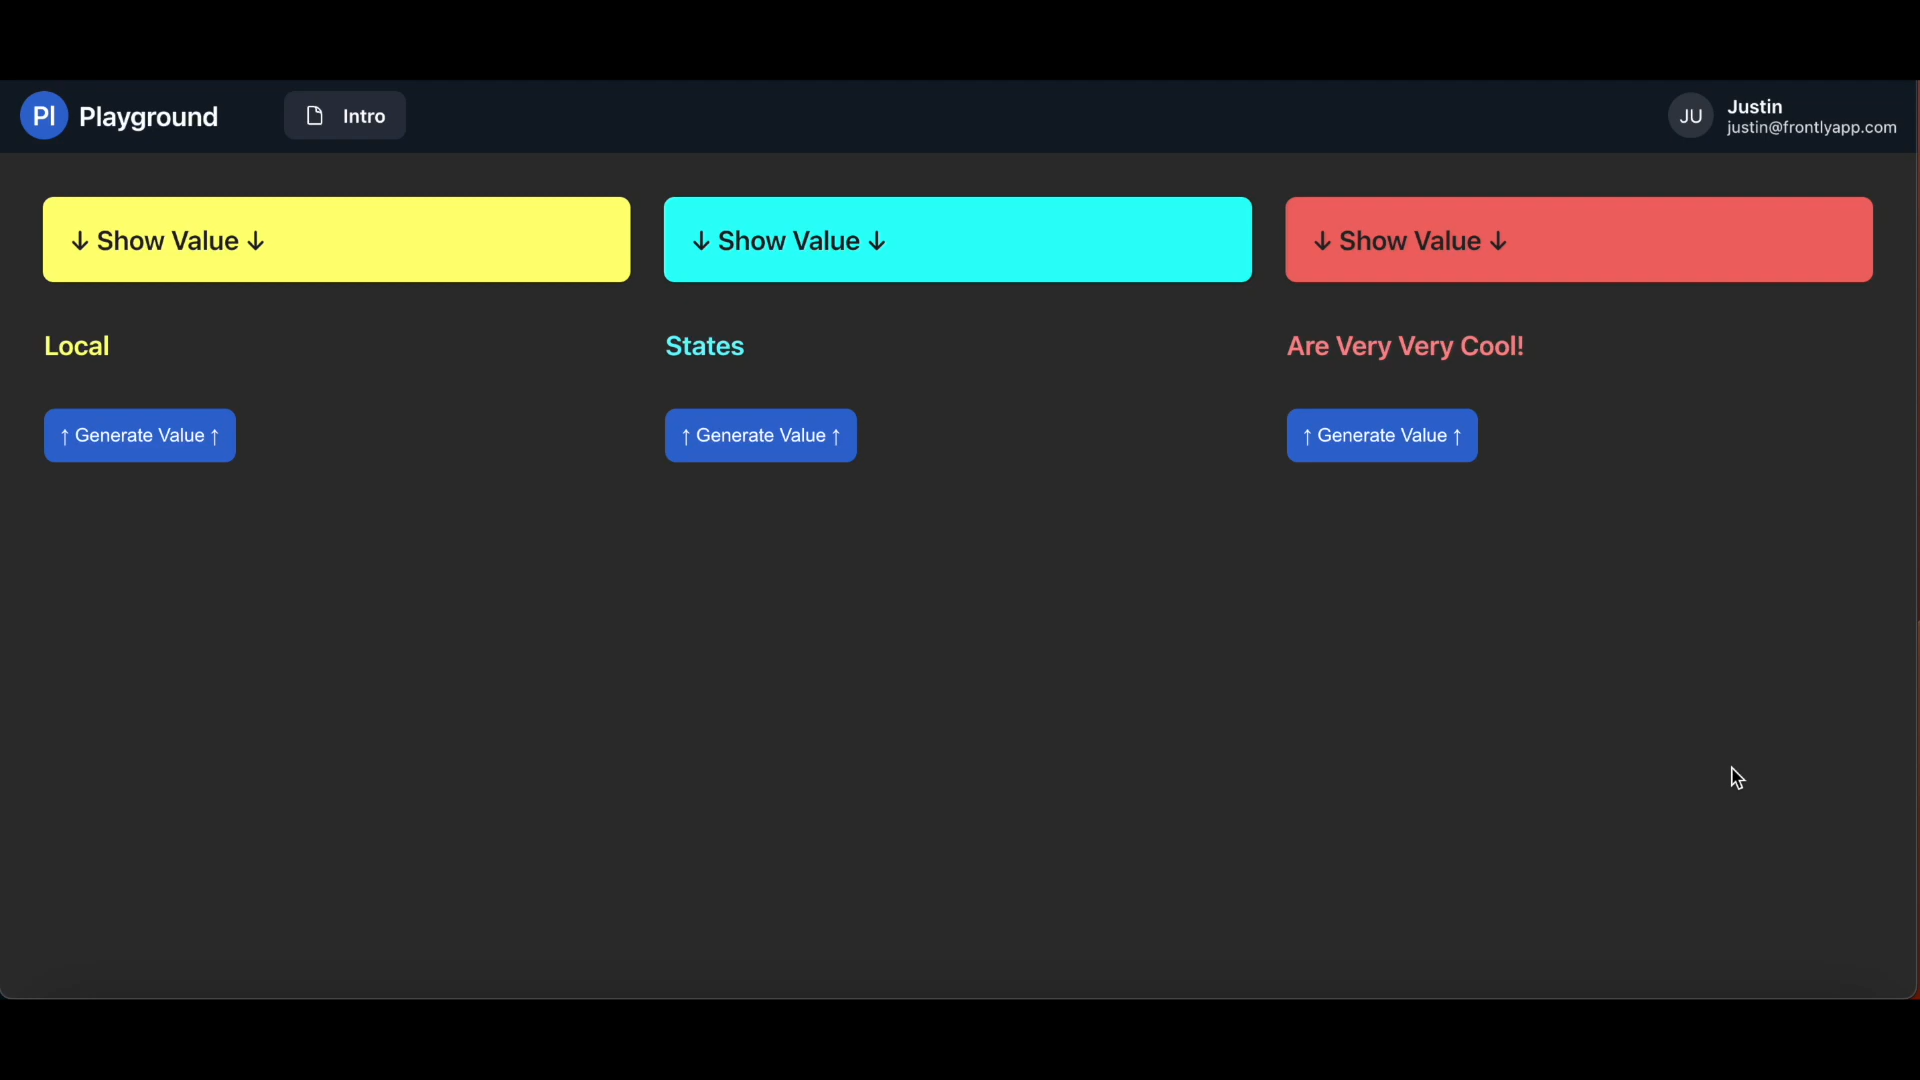 Pl Playground
Intro
JU
Justin
justin@frontlyapp.com
↓ Show Value ↓
↓ Show Value ↓
↓ Show Value ↓
Local
States
Are Very Very Cool!
↑ Generate Value ↑
↑ Generate Value ↑
↑ Generate Value ↑